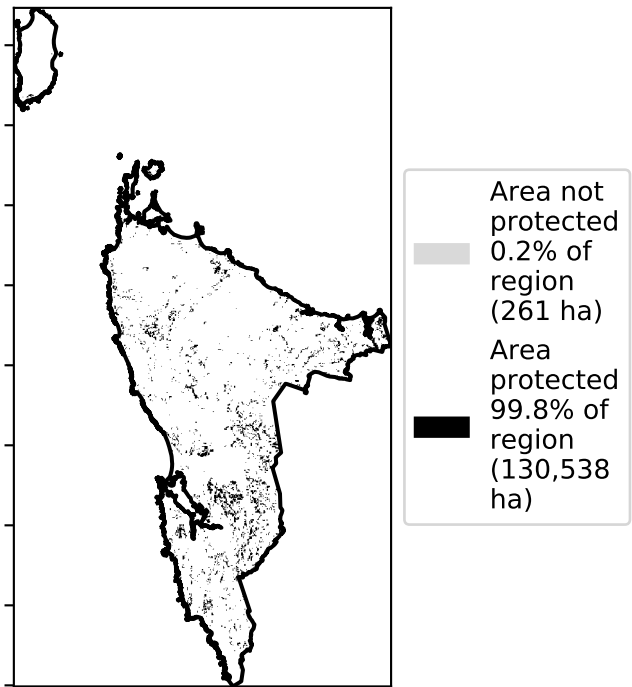 Area not
protected
0.2% of
region
(261 ha)
Area
protected
99.8% of
region
(130,538
ha)